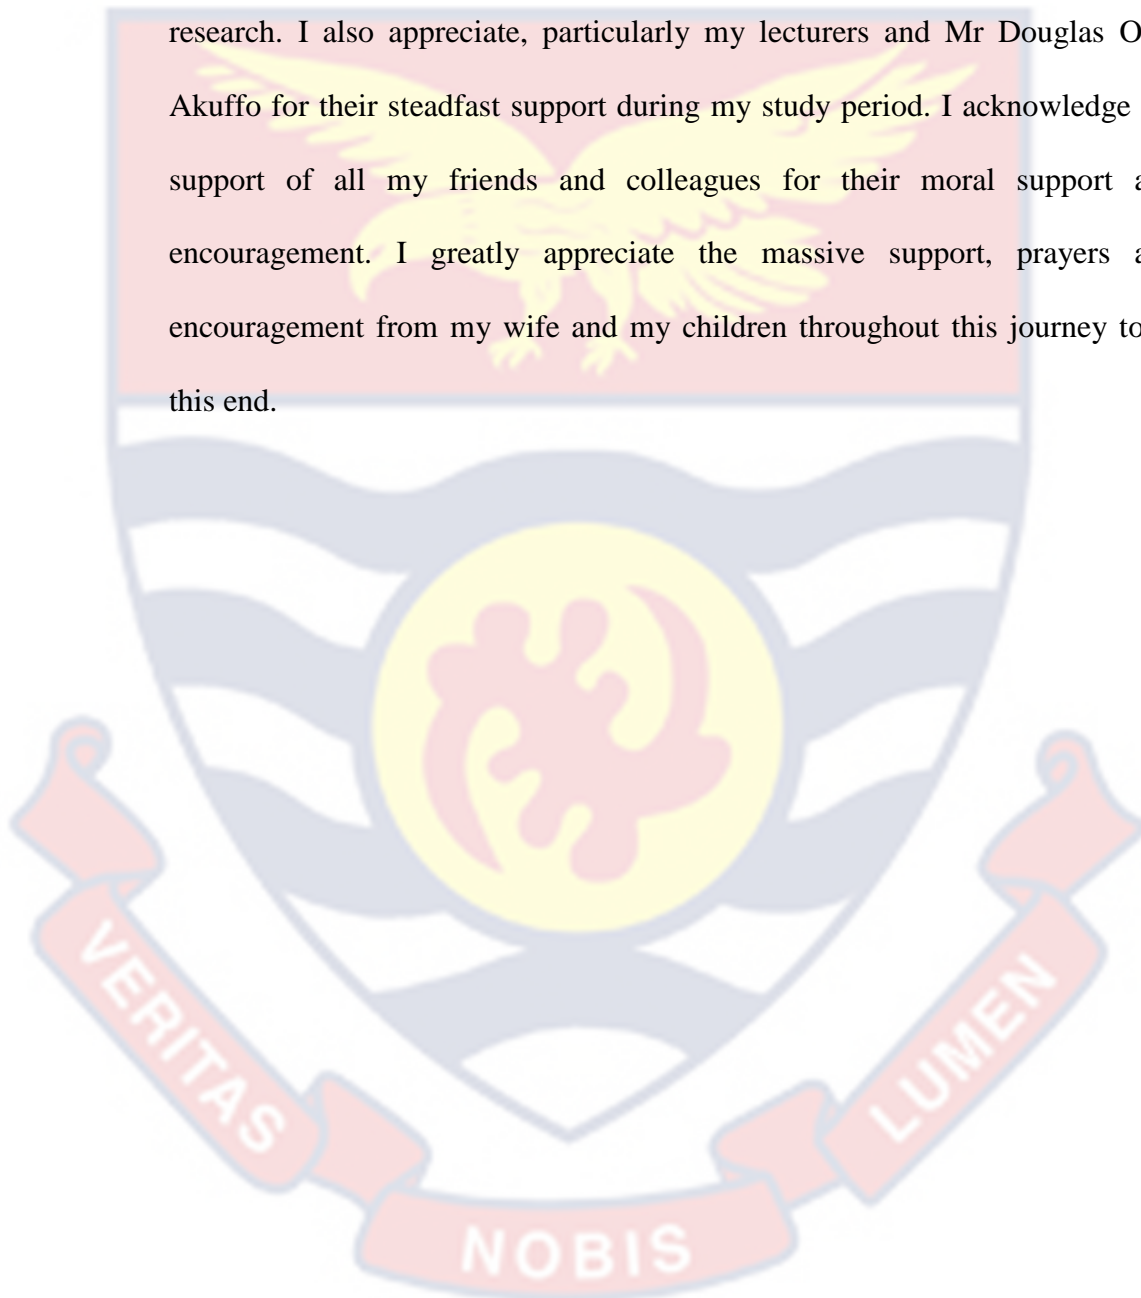 research. I also appreciate, particularly my lecturers and Mr Douglas O
Akuffo for their steadfast support during my study period. I acknowledge
support of all my friends and colleagues for their moral support a
encouragement. I greatly appreciate the massive support, prayers a
encouragement from my wife and my children throughout this journey to
this end.
VERITAS
NOBIS
LUMEN